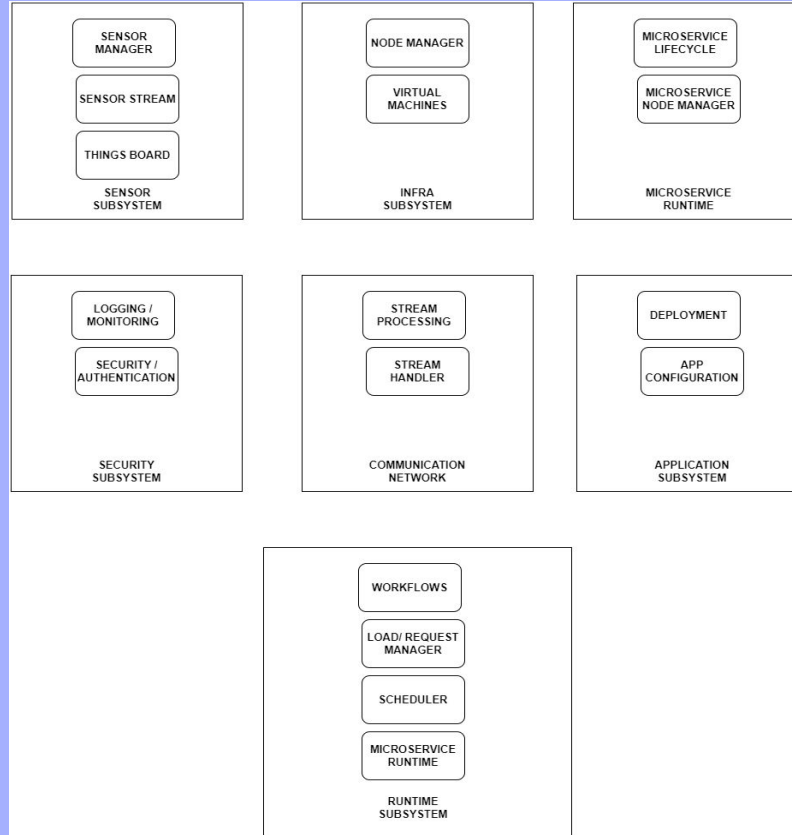 SENSOR
MANAGER
SENSOR STREAM
THINGS BOARD
SENSOR
SUBSYSTEM
NODE MANAGER
VIRTUAL
MACHINES
INFRA
SUBSYSTEM
MICROSERVICE
LIFECYCLE
MICROSERVICE
NODE MANAGER
MICROSERVICE
RUNTIME
LOGGING /
MONITORING
SECURITY /
AUTHENTICATION
SECURITY
SUBSYSTEM
STREAM
PROCESSING
STREAM
HANDLER
COMMUNICATION
NETWORK
DEPLOYMENT
APP
CONFIGURATION
APPLICATION
SUBSYSTEM
WORKFLOWS
LOAD/ REQUEST
MANAGER
SCHEDULER
MICROSERVICE
RUNTIME
RUNTIME
SUBSYSTEM